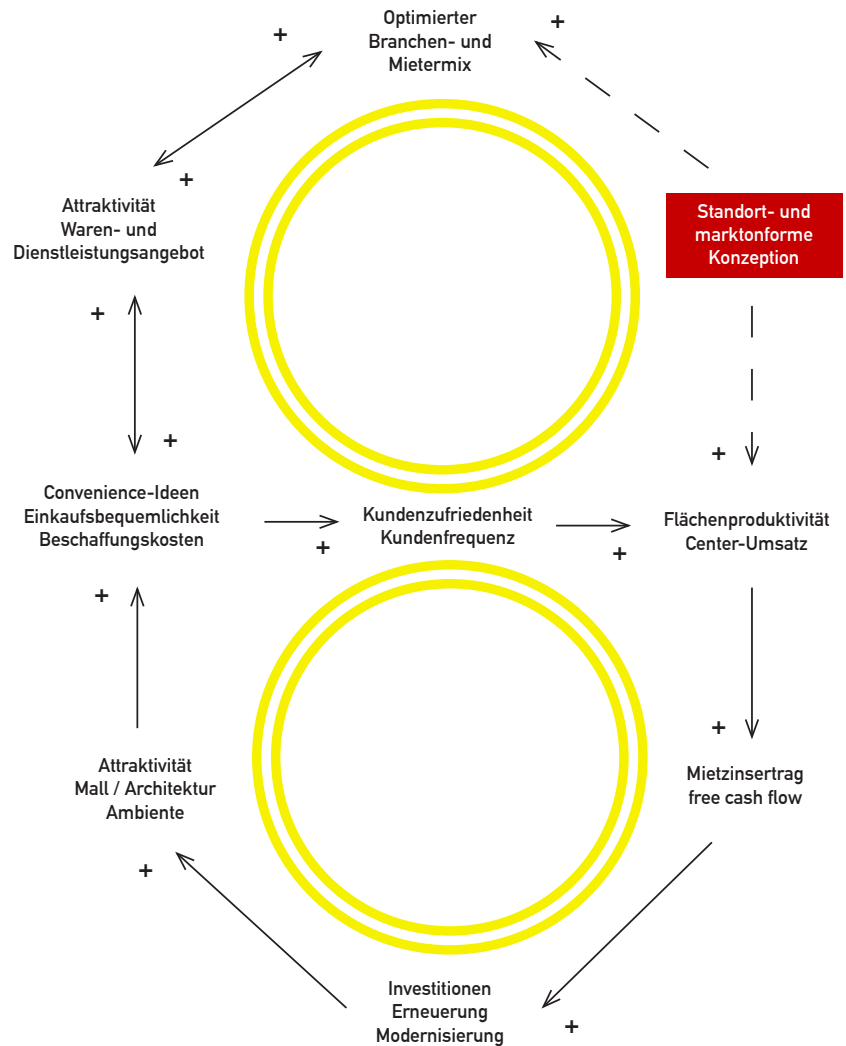 Optimierter
Branchen- und
Mietermix
+
+
+
Attraktivität
Waren- und
Dienstleistungsangebot
Standort- und
marktonforme
Konzeption
+
+
+
Convenience-Ideen
Einkaufsbequemlichkeit
Beschaffungskosten
Kundenzufriedenheit
Kundenfrequenz
Flächenproduktivität
Center-Umsatz
+
+
+
+
Attraktivität
Mall / Architektur
Ambiente
Mietzinsertrag
free cash flow
+
Investitionen
Erneuerung
Modernisierung
+